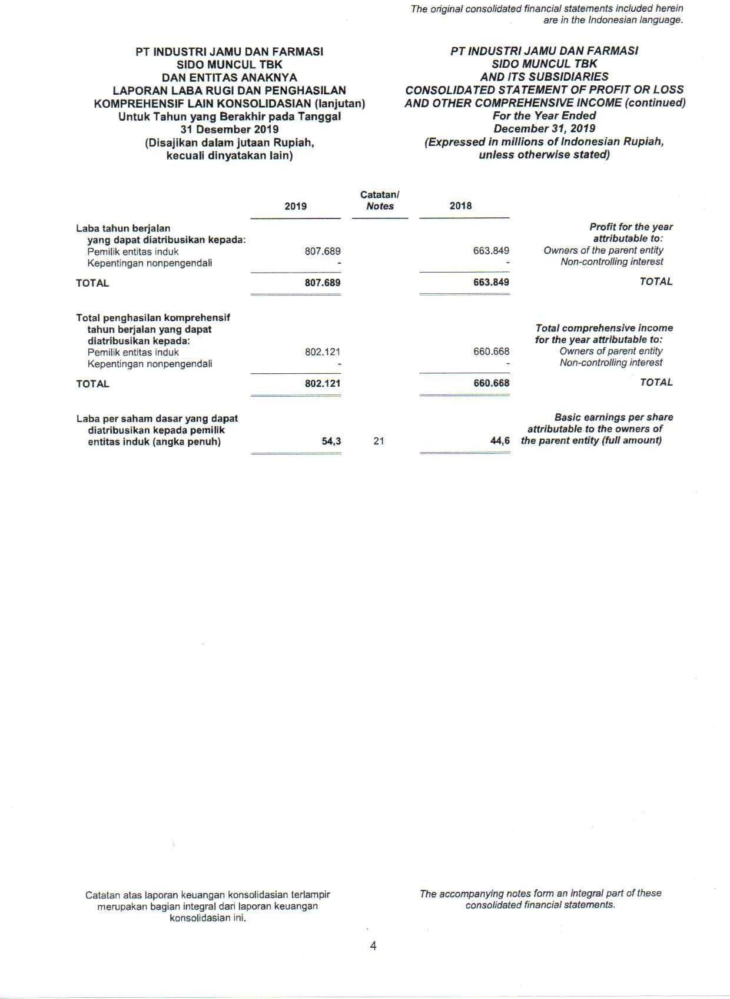 The original consolidated financial statements included herein
are in the Indonesian language.
PT INDUSTRI JAMU DAN FARMASI
SIDO MUNCUL TBK
DAN ENTITAS ANAKNYA
LAPORAN LABA RUGI DAN PENGHASILAN
KOMPREHENSIF LAIN KONSOLIDASIAN (lanjutan)
Untuk Tahun yang Berakhir pada Tanggal
31 Desember 2019
(Disajikan dalam jutaan Rupiah,
kecuali dinyatakan lain)
PT INDUSTRI JAMU DAN FARMASI
SIDO MUNCUL TBK
AND ITS SUBSIDIARIES
CONSOLIDATED STATEMENT OF PROFIT OR LOSS
AND OTHER COMPREHENSIVE INCOME (continued)
For the Year Ended
December 31, 2019
(Expressed in millions of Indonesian Rupiah,
unless otherwise stated)
Catatan/
2019 Notes 2018
Laba tahun berjalan Profit for the year
yang dapat diatribusikan kepada: attributable to:
Pemilik entitas induk 807.689 663.849 Owners of the parent entity
Kepentingan nonpengendali - - Non-controlling interest
TOTAL 807.689 663.849 TOTAL
Total penghasilan komprehensif
tahun berjalan yang dapat Total comprehensive income
diatribusikan kepada: for the year attributable to:
Pemilik entitas induk 802.121 660.668 Owners of parent entity
Kepentingan nonpengendali - - Non-controlling interest
TOTAL 802.121 660.668 TOTAL
Laba per saham dasar yang dapat Basic earnings per share
diatribusikan kepada pemilik attributable to the owners of
entitas induk (angka penuh) 54,3 21 44,6 the parent entity (full amount)
Catatan atas laporan keuangan konsolidasian terlampir
merupakan bagian integral dari laporan keuangan
konsolidasian ini.
The accompanying notes form an integral part of these
consolidated financial statements.
4